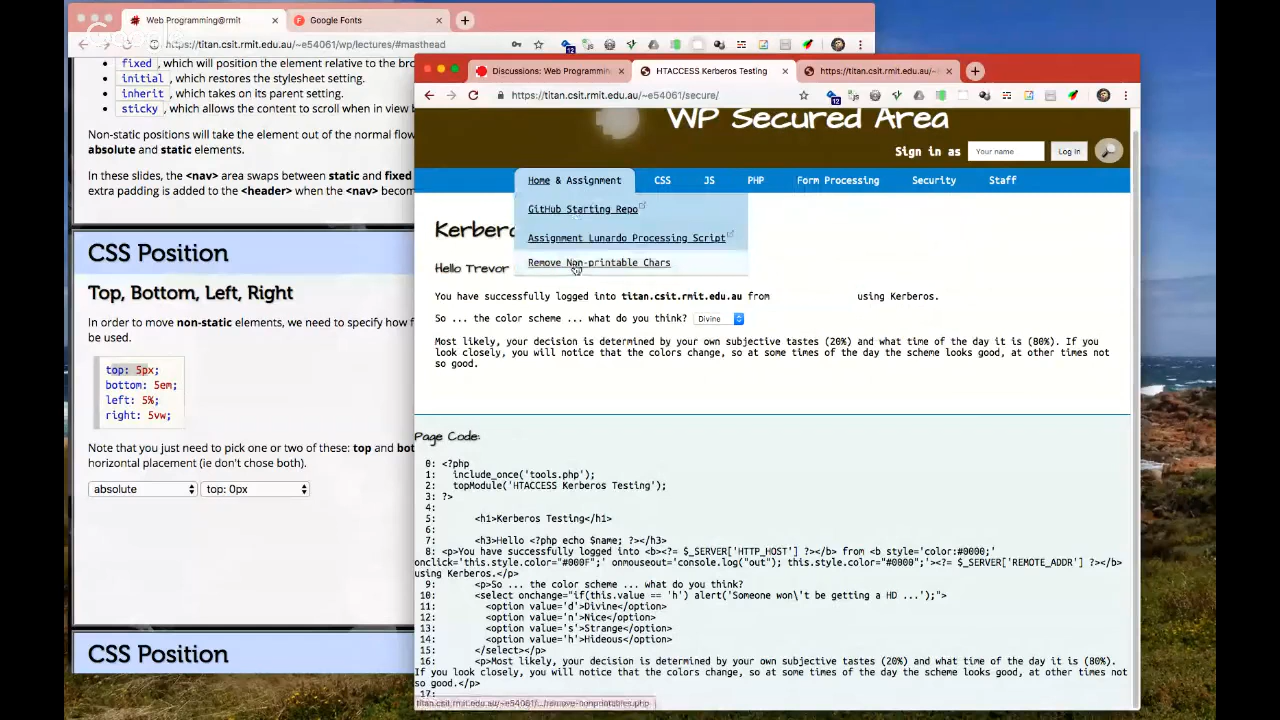 Web Programming@rmit
Google Fonts
https://titan.csit.rmit.edu.au/~e54061/wp/lectures/#masthead
12
fixed, which will position the element relative to the bro
initial, which restores the stylesheet setting.
inherit, which takes on its parent setting.
sticky, which allows the content to scroll when in view b
Non-static positions will take the element out of the normal flow
absolute and static elements.
In these slides, the <nav> area swaps between static and fixed
extra padding is added to the <header> when the <nav> becom
CSS Position
Top, Bottom, Left, Right
In order to move non-static elements, we need to specify how f
be used.
top: 5px;
bottom: 5em;
left: 5%;
right: 5vw;
Note that you just need to pick one or two of these: top and bot
horizontal placement (ie don't chose both).
absolute
top: 0px
CSS Position
Discussions: Web Programmin
HTACCESS Kerberos Testing
https://titan.csit.rmit.edu.au/~e5
https://titan.csit.rmit.edu.au/~e54061/secure/
12
WP Secured Area
Sign in as
Your name
Log In
Home & Assignment
CSS
JS
PHP
Form Processing
Security
Staff
GitHub Starting Repo
Assignment Lunardo Processing Script
Remove Non-printable Chars
Kerbero
Hello Trevor
You have successfully logged into titan.csit.rmit.edu.au from using Kerberos.
So ... the color scheme ... what do you think?
Divine
Most likely, your decision is determined by your own subjective tastes (20%) and what time of the day it is (80%). If you
look closely, you will notice that the colors change, so at some times of the day the scheme looks good, at other times not
so good.
Page Code:
0: <?php
1: include_once('tools.php');
2: topModule('HTACCESS Kerberos Testing');
3: ?>
4:
5: <h1>Kerberos Testing</h1>
6:
7: <h3>Hello <?php echo $name; ?></h3>
8: <p>You have successfully logged into <b><?= $_SERVER['HTTP_HOST'] ?></b> from <b style='color:#0000;'
onclick='this.style.color="#000F";' onmouseout='console.log("out"); this.style.color="#0000";'><?= $_SERVER['REMOTE_ADDR'] ?></b>
using Kerberos.</p>
9: <p>So ... the color scheme ... what do you think?
10: <select onchange="if(this.value == 'h') alert('Someone won\'t be getting a HD ...');">
11: <option value='d'>Divine</option>
12: <option value='n'>Nice</option>
13: <option value='s'>Strange</option>
14: <option value='h'>Hideous</option>
15: </select></p>
16: <p>Most likely, your decision is determined by your own subjective tastes (20%) and what time of the day it is (80%).
If you look closely, you will notice that the colors change, so at some times of the day the scheme looks good, at other times not
so good.</p>
17:
titan.csit.rmit.edu.au/~e54061/.../remove-nonprintables.php